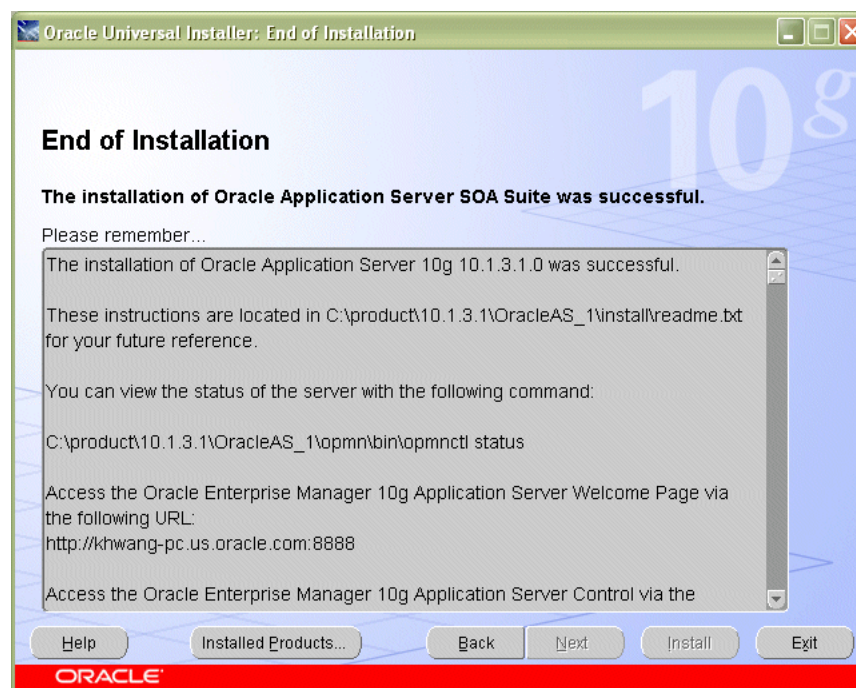 Oracle Universal Installer: End of Installation
10g
End of Installation
The installation of Oracle Application Server SOA Suite was successful.
Please remember...
The installation of Oracle Application Server 10g 10.1.3.1.0 was successful.
These instructions are located in C:\product\10.1.3.1\OracleAS_1\install\readme.txt
for your future reference.
You can view the status of the server with the following command:
C:\product\10.1.3.1\OracleAS_1\opmn\bin\opmnctl status
Access the Oracle Enterprise Manager 10g Application Server Welcome Page via
the following URL:
http://khwang-pc.us.oracle.com:8888
Access the Oracle Enterprise Manager 10g Application Server Control via the
Help Installed Products... Back Next Install Exit
ORACLE